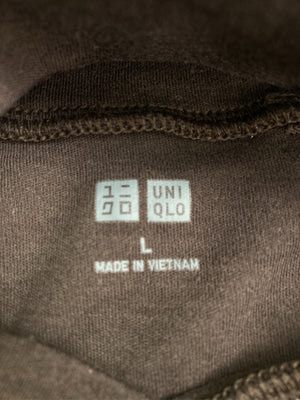 ユニ UNI
クロ QLO
L
MADE IN VIETNAM